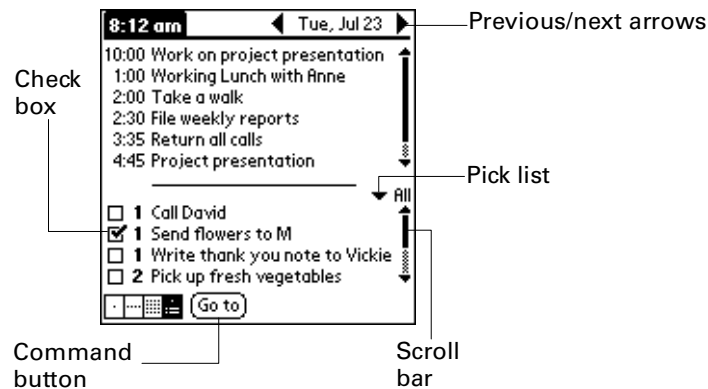 8:12 am
Tue, Jul 23
Previous/next arrows
10:00 Work on project presentation
1:00 Working Lunch with Anne
2:00 Take a walk
2:30 File weekly reports
3:35 Return all calls
4:45 Project presentation
Check
box
Pick list
All
1 Call David
1 Send flowers to M
1 Write thank you note to Vickie
2 Pick up fresh vegetables
Go to
Command
button
Scroll
bar